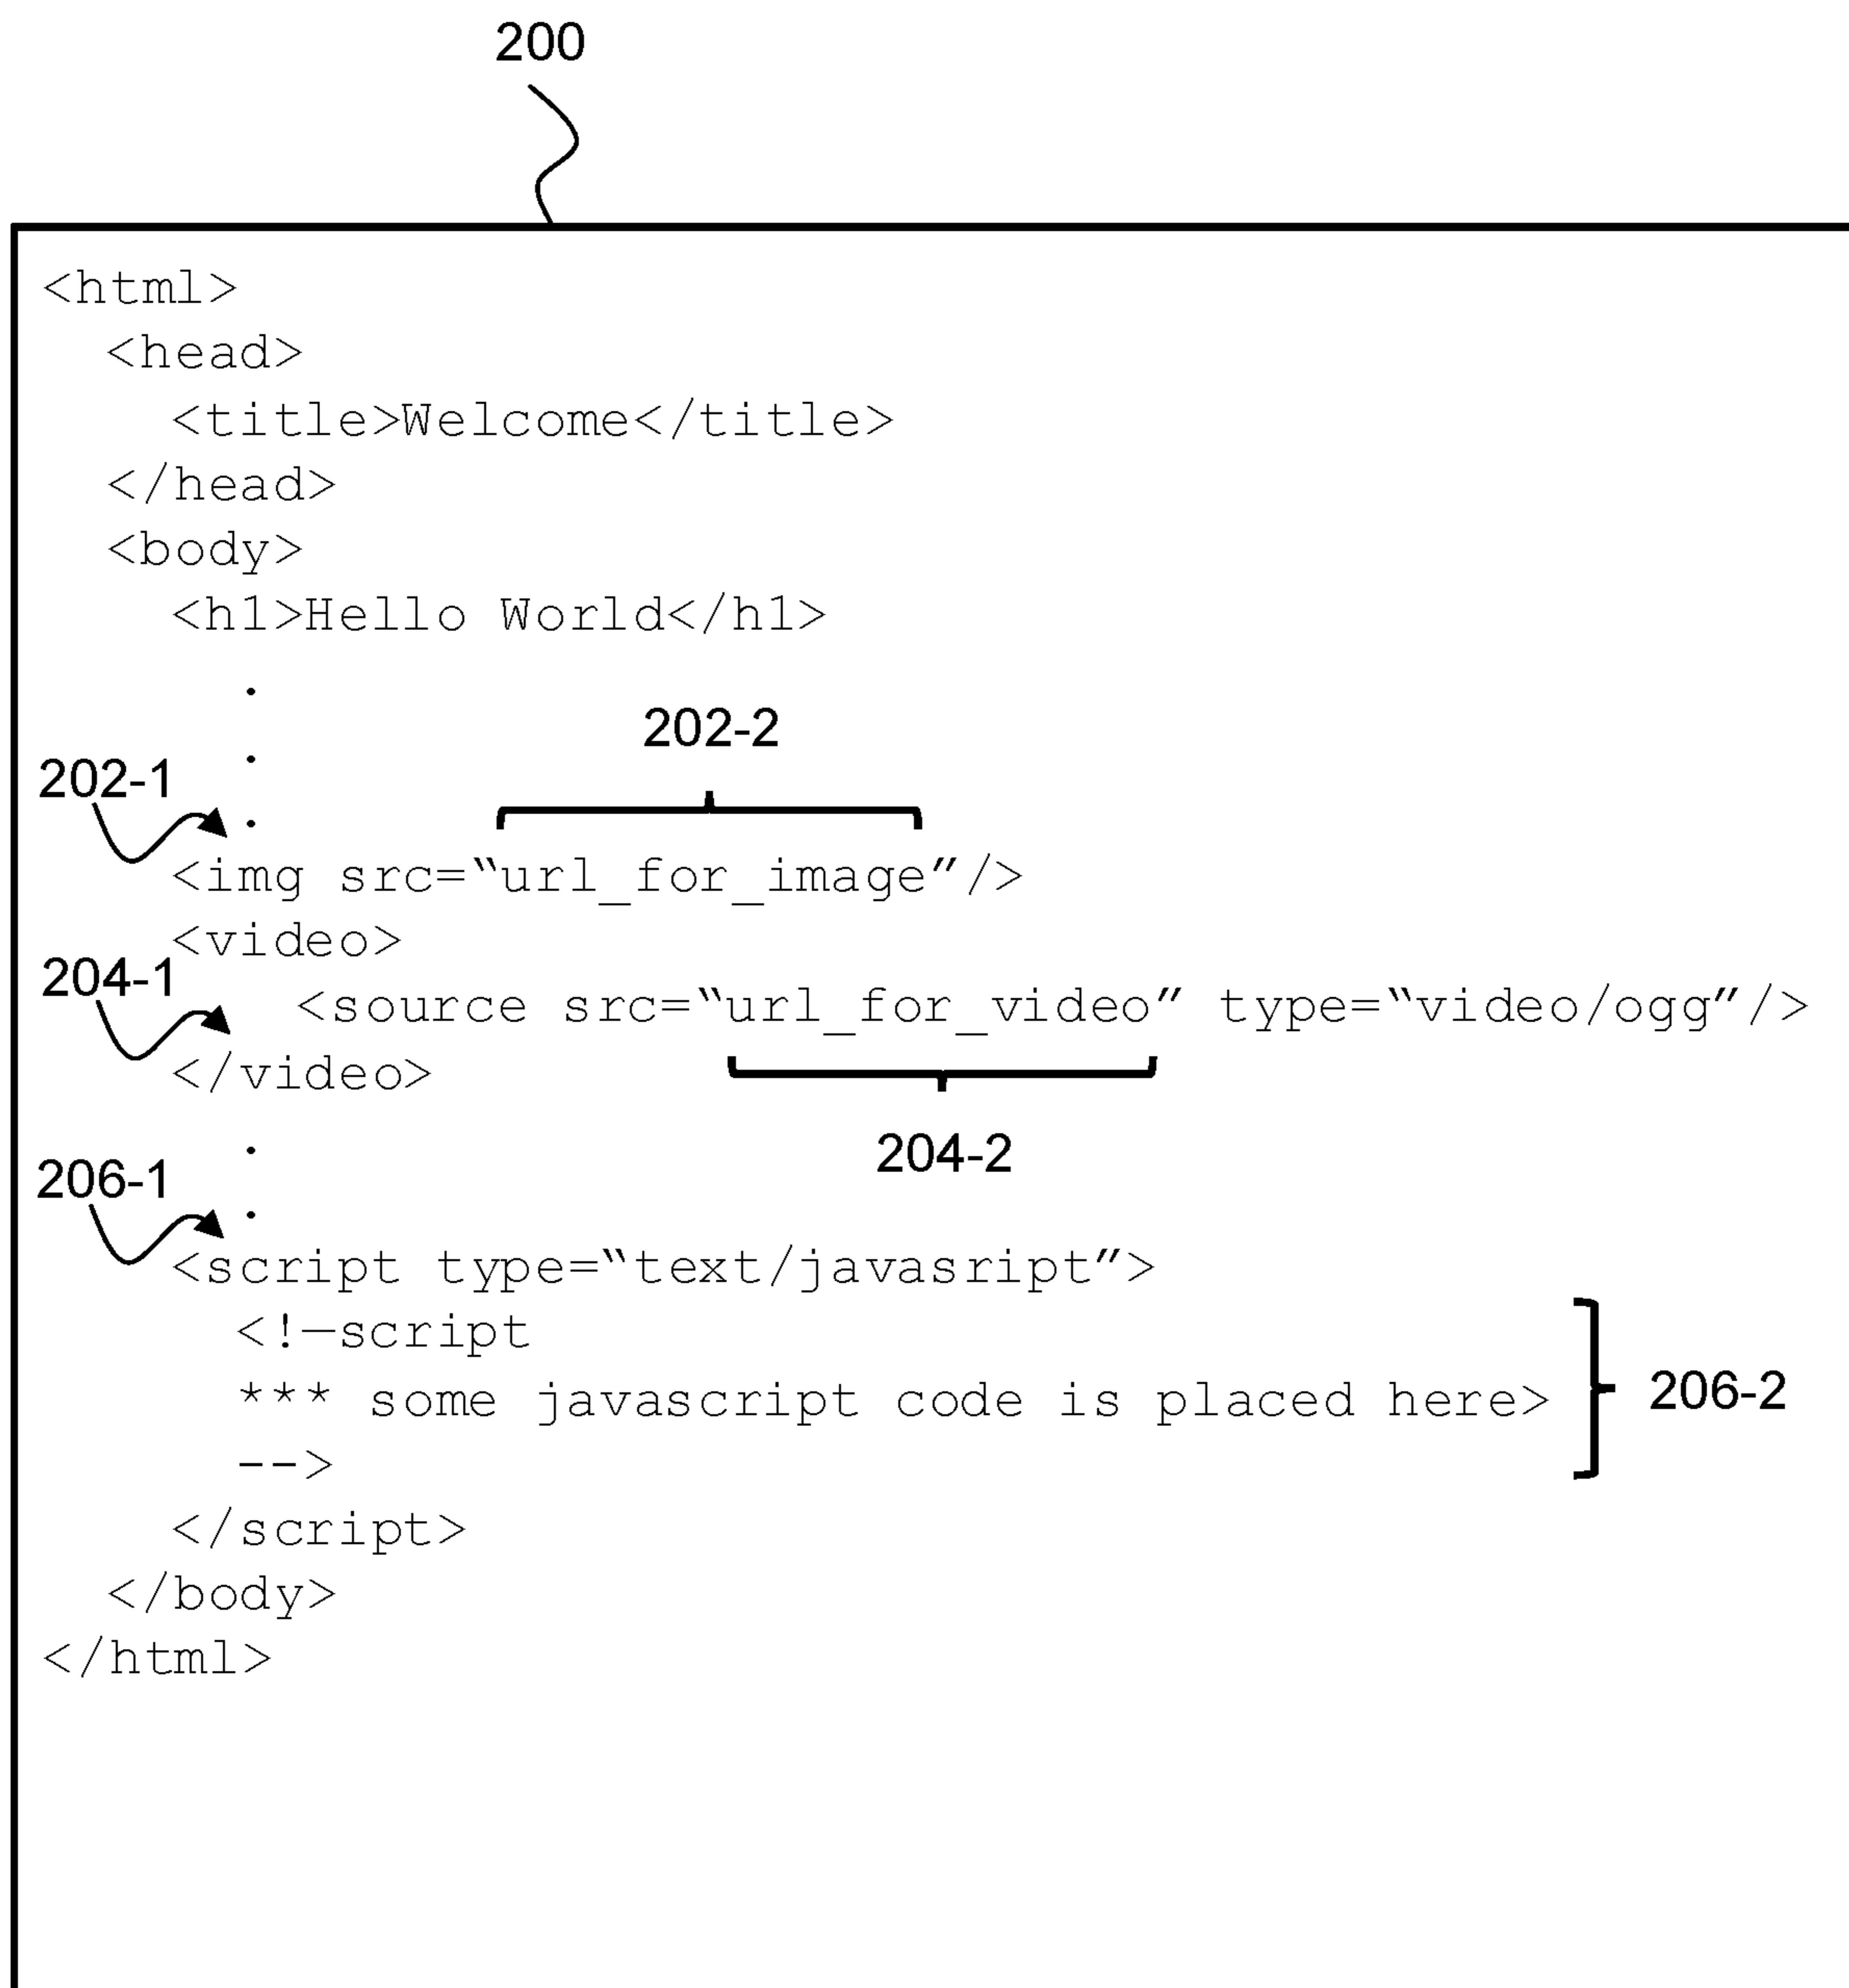 200
<html>
<head>
<title>Welcome</title>
</head>
<body>
<h1>Hello World</h1>
.
202-2
202-1 .
.
<img src=“url_for_image”/>
<video>
204-1
<source src=“url_for_video” type=“video/ogg”/>
</video>
.
204-2
206-1
.
<script type=“text/javasript”>
<!—script
*** some javascript code is placed here>
206-2
-->
</script>
</body>
</html>